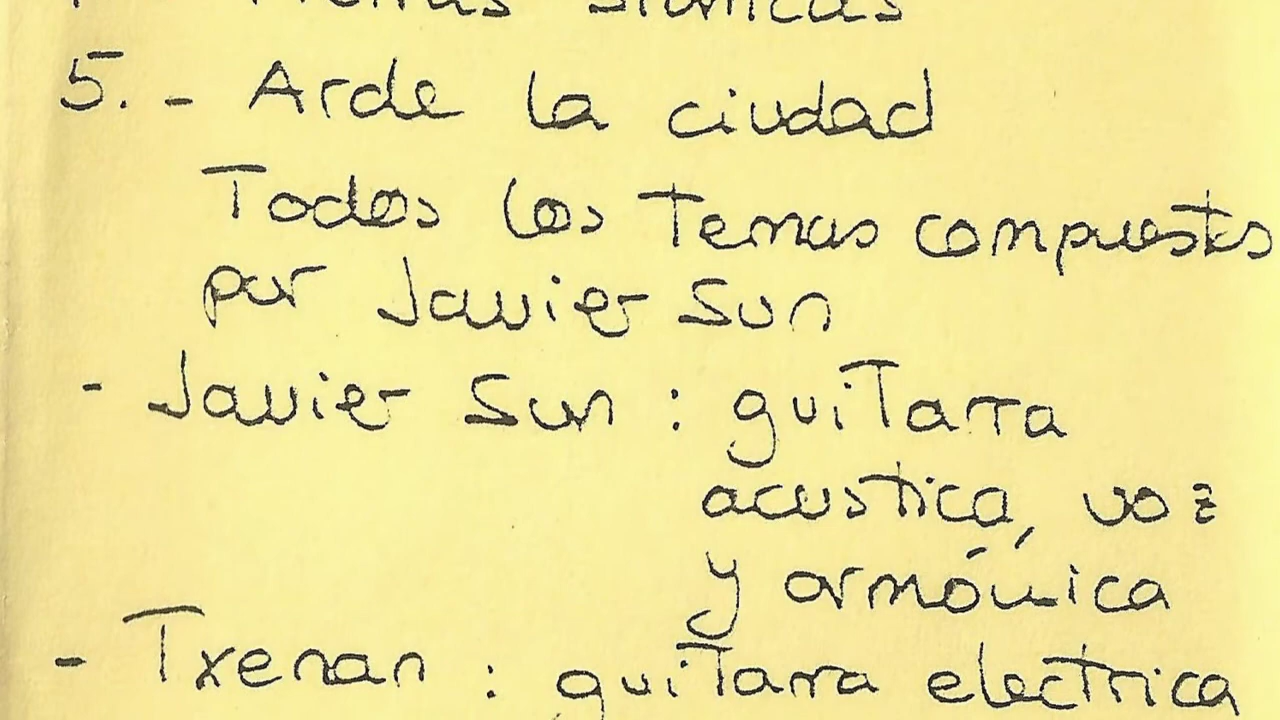 5.- Arde la ciudad
Todos los Temas compuestos
por Javier Sun
- Javier Sun : guitarra
acustica, voz
y armónica
- Txenan : guitarra electrica